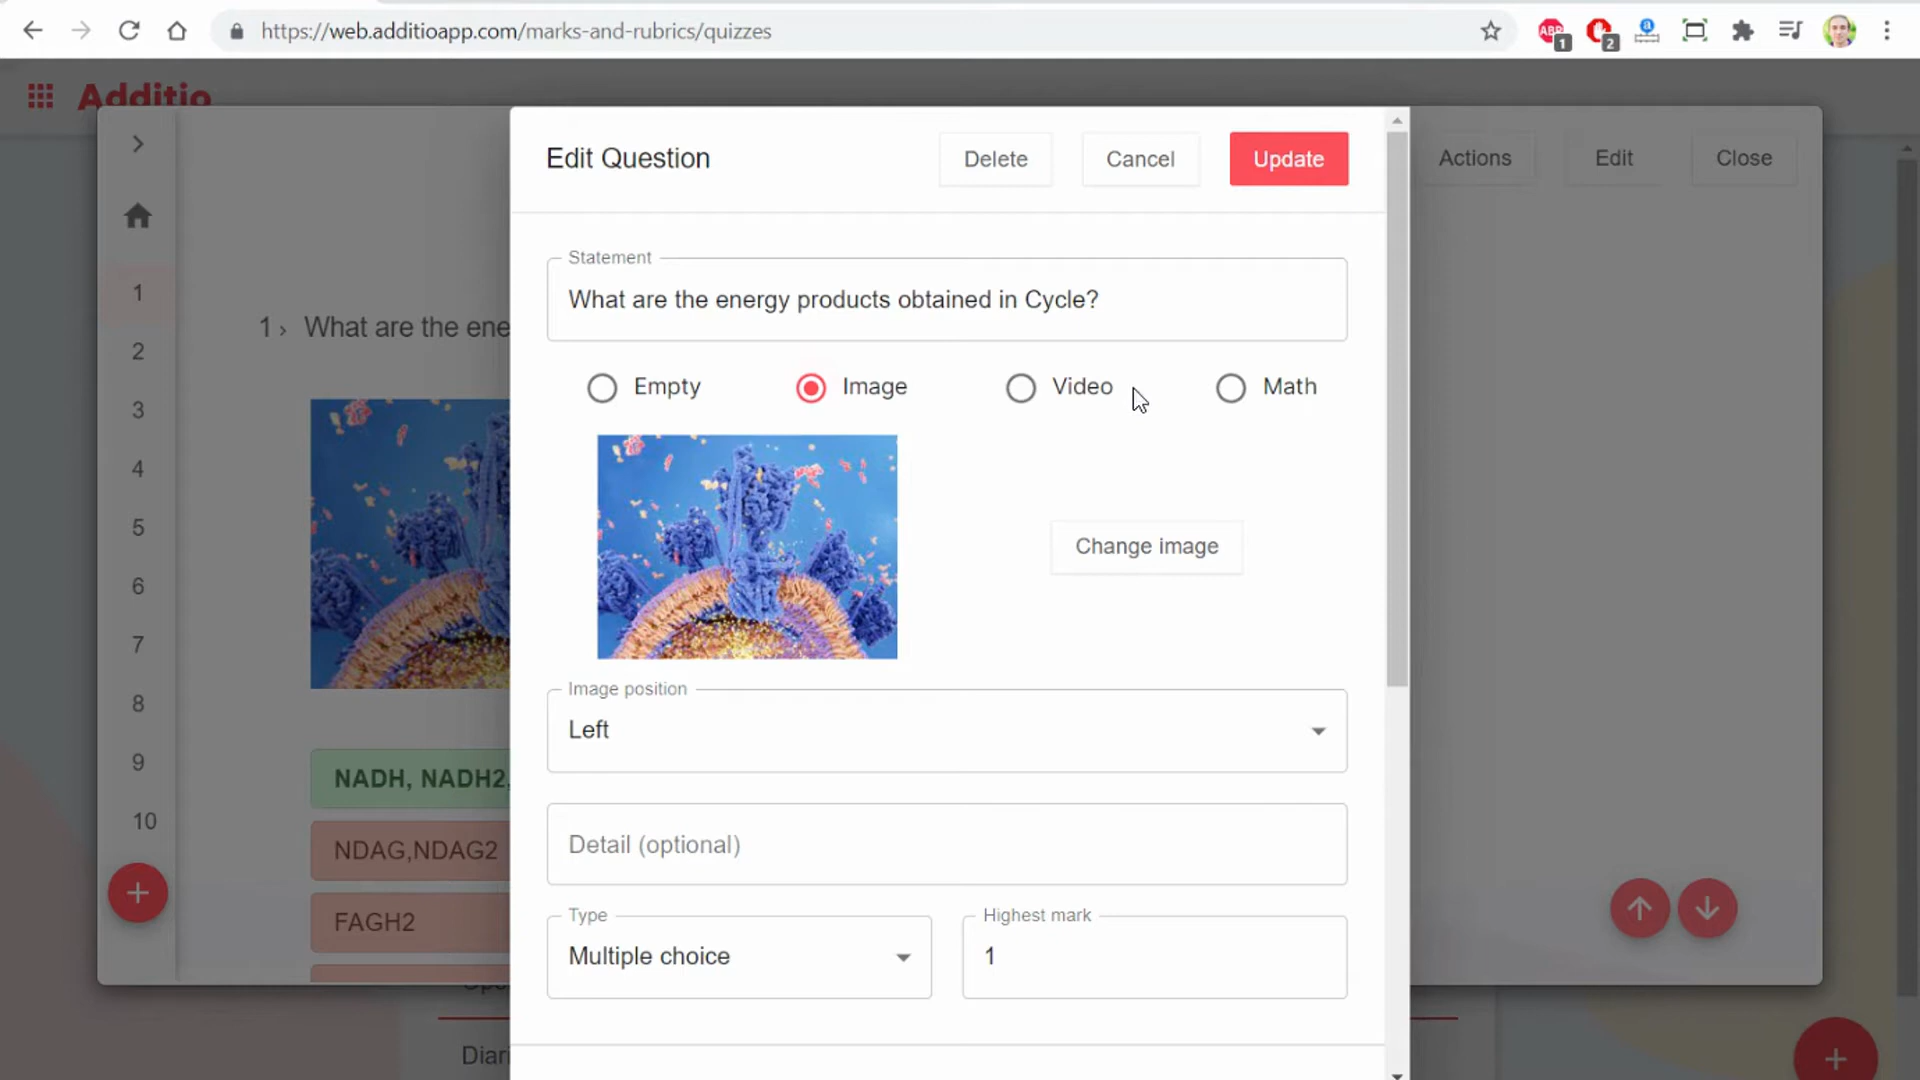 https://web.additioapp.com/marks-and-rubrics/quizzes
ABP
1
2
a
Additio
Edit Question
Delete
Cancel
Update
Actions
Edit
Close
Statement
What are the energy products obtained in Cycle?
Empty
Image
Video
Math
Change image
Image position
Left
Detail (optional)
Type
Multiple choice
Highest mark
1
1
2
3
4
5
6
7
8
9
10
1 › What are the ene
NADH, NADH2,
NDAG,NDAG2
FAGH2
Diari